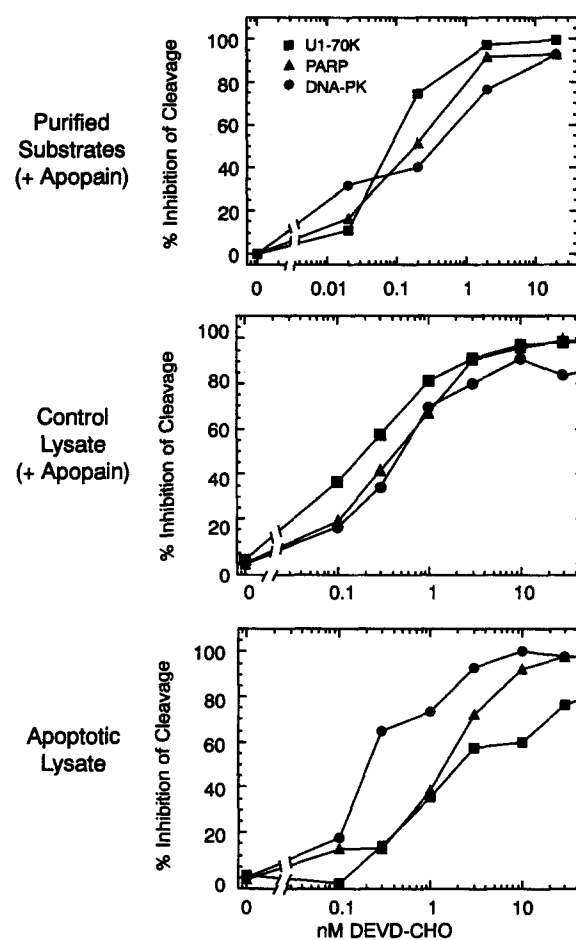 100
80
60
40
20
0
% Inhibition of Cleavage
U1-70K
PARP
DNA-PK
Purified
Substrates
(+ Apopain)
0 0.01 0.1 1 10
100
80
60
40
20
0
% Inhibition of Cleavage
Control
Lysate
(+ Apopain)
0 0.1 1 10
100
80
60
40
20
0
% Inhibition of Cleavage
Apoptotic
Lysate
0 0.1 1 10
nM DEVD-CHO